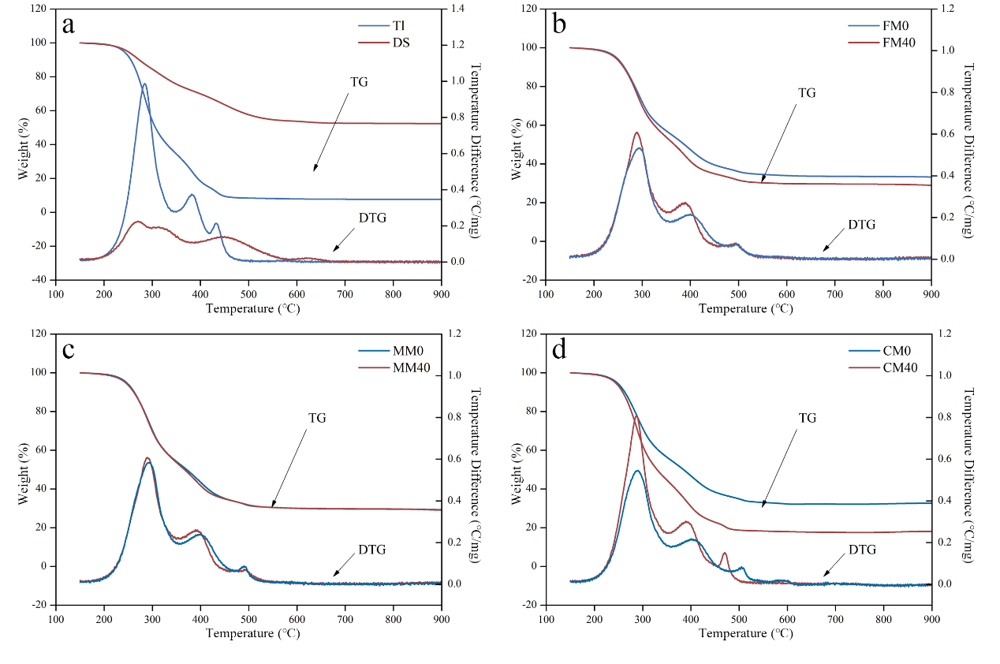 a
TI
DS
TG
DTG
120
100
80
60
40
20
0
-20
-40
1.4
1.2
1.0
0.8
0.6
0.4
0.2
0.0
100 200 300 400 500 600 700 800 900
Weight (%)
Temperature Difference (°C/mg)
Temperature (°C)
b
FM0
FM40
TG
DTG
120
100
80
60
40
20
0
-20
1.2
1.0
0.8
0.6
0.4
0.2
0.0
100 200 300 400 500 600 700 800 900
Weight (%)
Temperature Difference (°C/mg)
Temperature (°C)
c
MM0
MM40
TG
DTG
120
100
80
60
40
20
0
-20
1.2
1.0
0.8
0.6
0.4
0.2
0.0
100 200 300 400 500 600 700 800 900
Weight (%)
Temperature Difference (°C/mg)
Temperature (°C)
d
CM0
CM40
TG
DTG
120
100
80
60
40
20
0
-20
1.2
1.0
0.8
0.6
0.4
0.2
0.0
100 200 300 400 500 600 700 800 900
Weight (%)
Temperature Difference (°C/mg)
Temperature (°C)